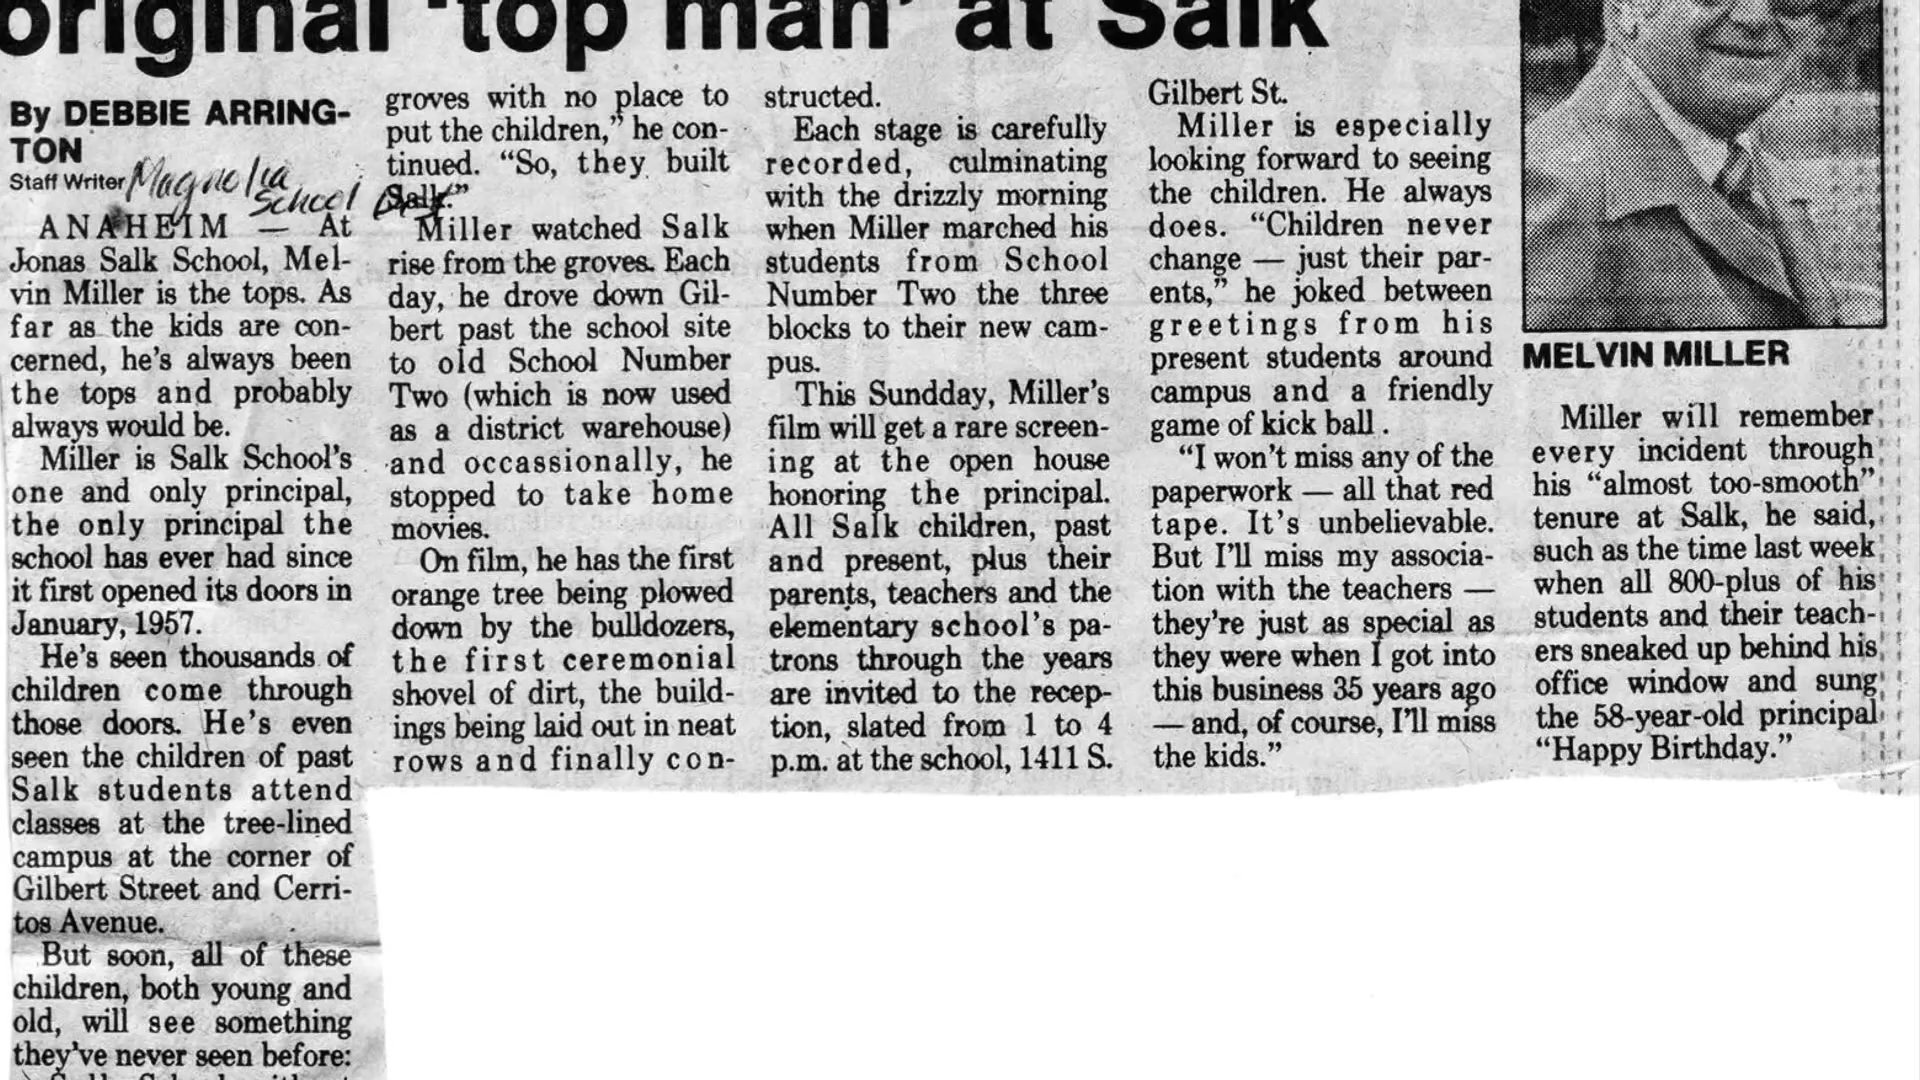 original 'top man' at Salk
By DEBBIE ARRING-
TON
Staff Writer
Magnolia
School
ANAHEIM — At
Jonas Salk School, Mel-
vin Miller is the tops. As
far as the kids are con-
cerned, he's always been
the tops and probably
always would be.
Miller is Salk School's
one and only principal,
the only principal the
school has ever had since
it first opened its doors in
January, 1957.
He's seen thousands of
children come through
those doors. He's even
seen the children of past
Salk students attend
classes at the tree-lined
campus at the corner of
Gilbert Street and Cerri-
tos Avenue.
But soon, all of these
children, both young and
old, will see something
they've never seen before:
groves with no place to
put the children," he con-
tinued. "So, they built
Salk."
Miller watched Salk
rise from the groves. Each
day, he drove down Gil-
bert past the school site
to old School Number
Two (which is now used
as a district warehouse)
and occassionally, he
stopped to take home
movies.
On film, he has the first
orange tree being plowed
down by the bulldozers,
the first ceremonial
shovel of dirt, the build-
ings being laid out in neat
rows and finally con-
structed.
Each stage is carefully
recorded, culminating
with the drizzly morning
when Miller marched his
students from School
Number Two the three
blocks to their new cam-
pus.
This Sundday, Miller's
film will get a rare screen-
ing at the open house
honoring the principal.
All Salk children, past
and present, plus their
parents, teachers and the
elementary school's pa-
trons through the years
are invited to the recep-
tion, slated from 1 to 4
p.m. at the school, 1411 S.
Gilbert St.
Miller is especially
looking forward to seeing
the children. He always
does. "Children never
change — just their par-
ents," he joked between
greetings from his
present students around
campus and a friendly
game of kick ball .
"I won't miss any of the
paperwork — all that red
tape. It's unbelievable.
But I'll miss my associa-
tion with the teachers —
they're just as special as
they were when I got into
this business 35 years ago
— and, of course, I'll miss
the kids."
MELVIN MILLER
Miller will remember
every incident through
his "almost too-smooth"
tenure at Salk, he said,
such as the time last week
when all 800-plus of his
students and their teach-
ers sneaked up behind his
office window and sung
the 58-year-old principal
"Happy Birthday."